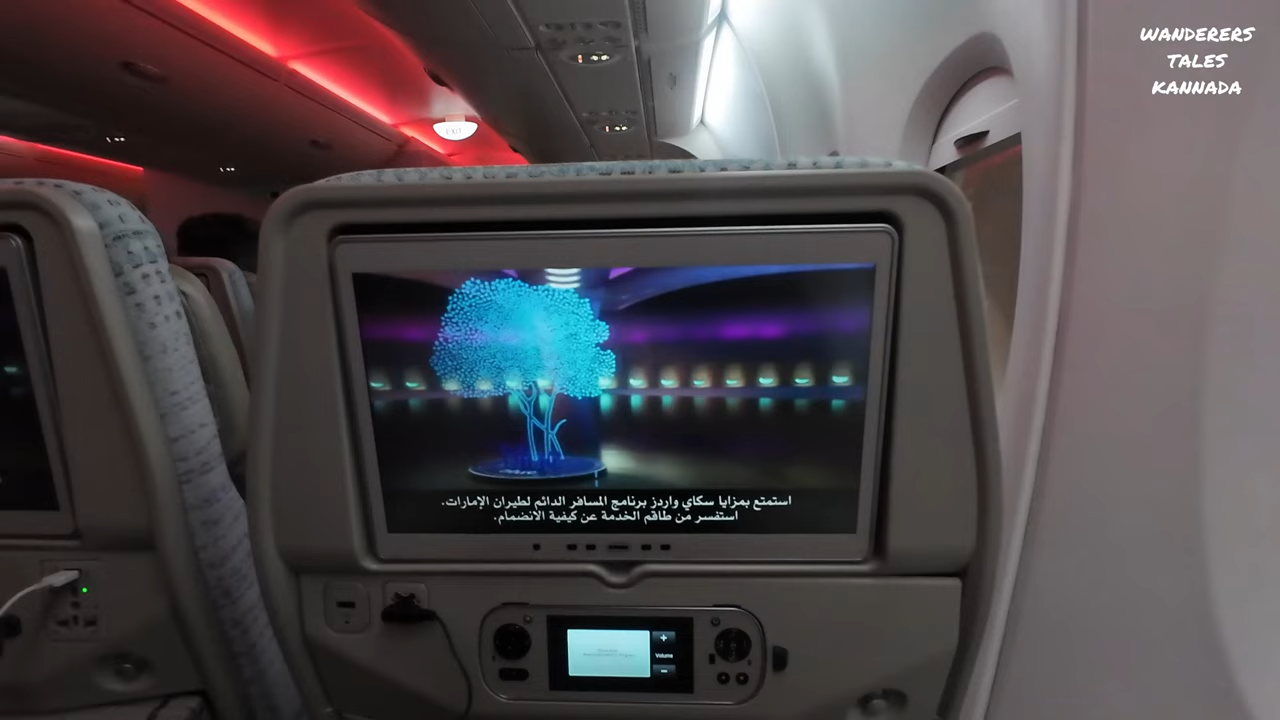 WANDERERS
TALES
KANNADA
EXIT
استمتع بمزايا سكاي واردز برنامج المسافر الدائم لطيران الإمارات.
استفسر من طاقم الخدمة عن كيفية الانضمام.
+
Volume
-